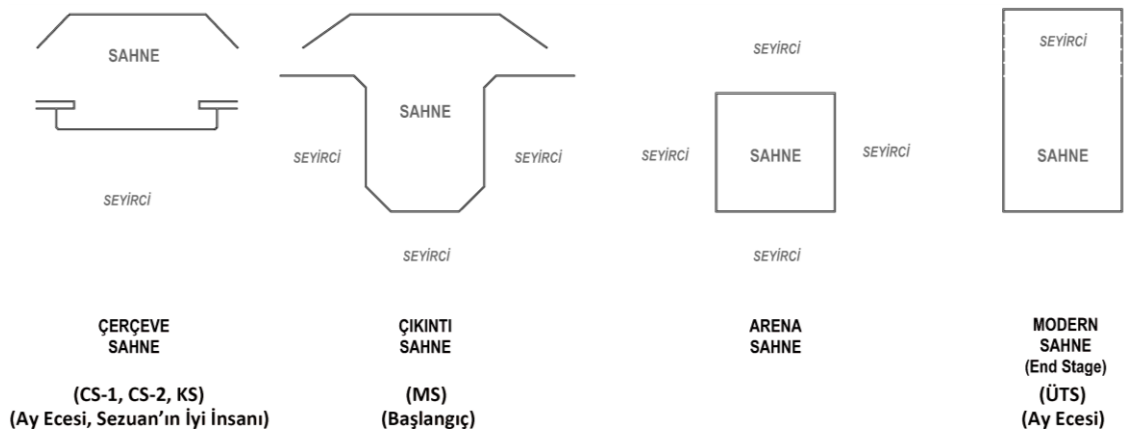 SAHNE
SEYİRCİ
ÇERÇEVE
SAHNE
(CS-1, CS-2, KS)
(Ay Ecesi, Sezuan’ın İyi İnsanı)
SAHNE
SEYİRCİ
SEYİRCİ
SEYİRCİ
ÇIKINTI
SAHNE
(MS)
(Başlangıç)
SEYİRCİ
SEYİRCİ
SAHNE
SEYİRCİ
SEYİRCİ
ARENA
SAHNE
SEYİRCİ
SAHNE
MODERN
SAHNE
(End Stage)
(ÜTS)
(Ay Ecesi)